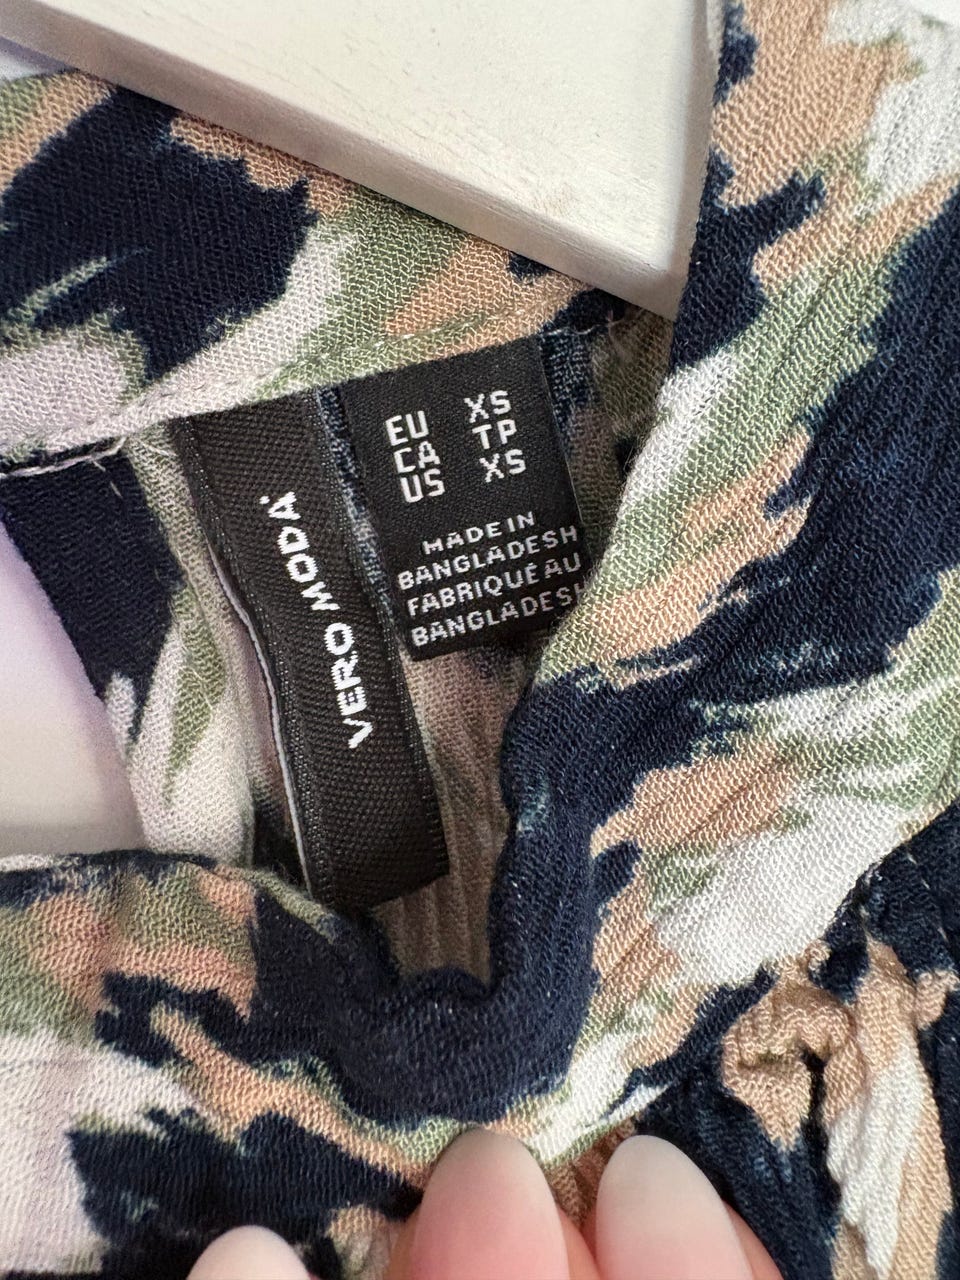 VERO MODA
EU XS
CA TP
US XS
MADE IN
BANGLADESH
FABRIQUÉ AU
BANGLADESH